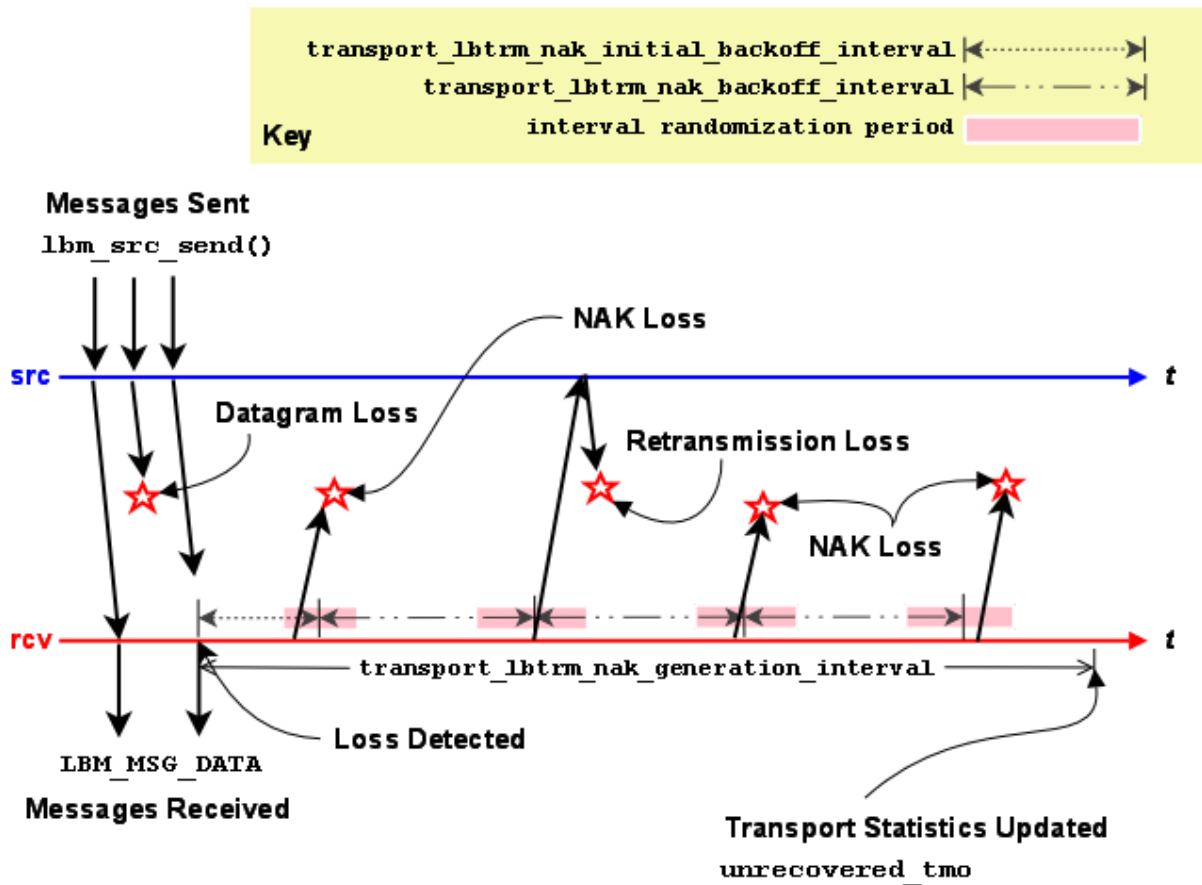 transport_lbtrm_nak_initial_backoff_interval
transport_lbtrm_nak_backoff_interval
interval randomization period
Key
Messages Sent
lbm_src_send()
NAK Loss
src
t
Datagram Loss
Retransmission Loss
NAK Loss
rcv
t
transport_lbtrm_nak_generation_interval
Loss Detected
LBM_MSG_DATA
Messages Received
Transport Statistics Updated
unrecovered_tmo